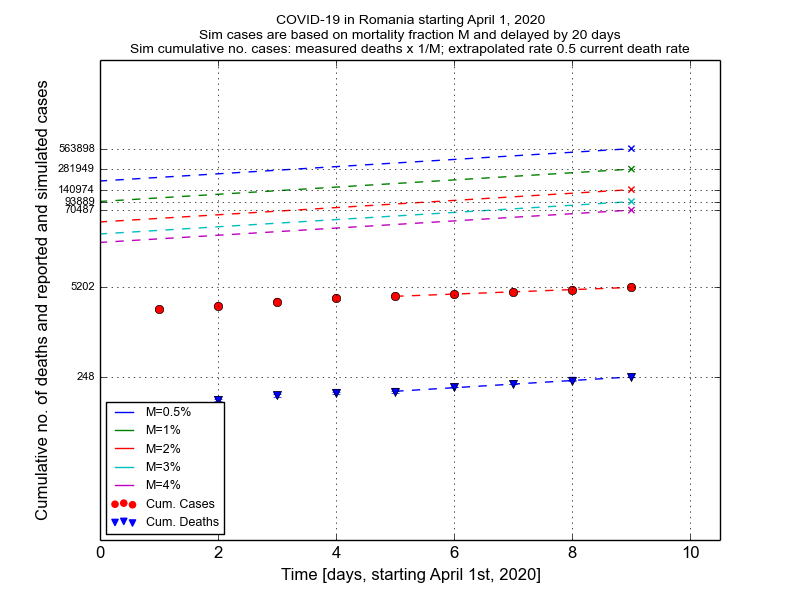 COVID-19 in Romania starting April 1, 2020
Sim cases are based on mortality fraction M and delayed by 20 days
Sim cumulative no. cases: measured deaths x 1/M; extrapolated rate 0.5 current death rate
Cumulative no. of deaths and reported and simulated cases
563898
281949
140974
93889
70487
5202
248
M=0.5%
M=1%
M=2%
M=3%
M=4%
Cum. Cases
Cum. Deaths
0 2 4 6 8 10
Time [days, starting April 1st, 2020]